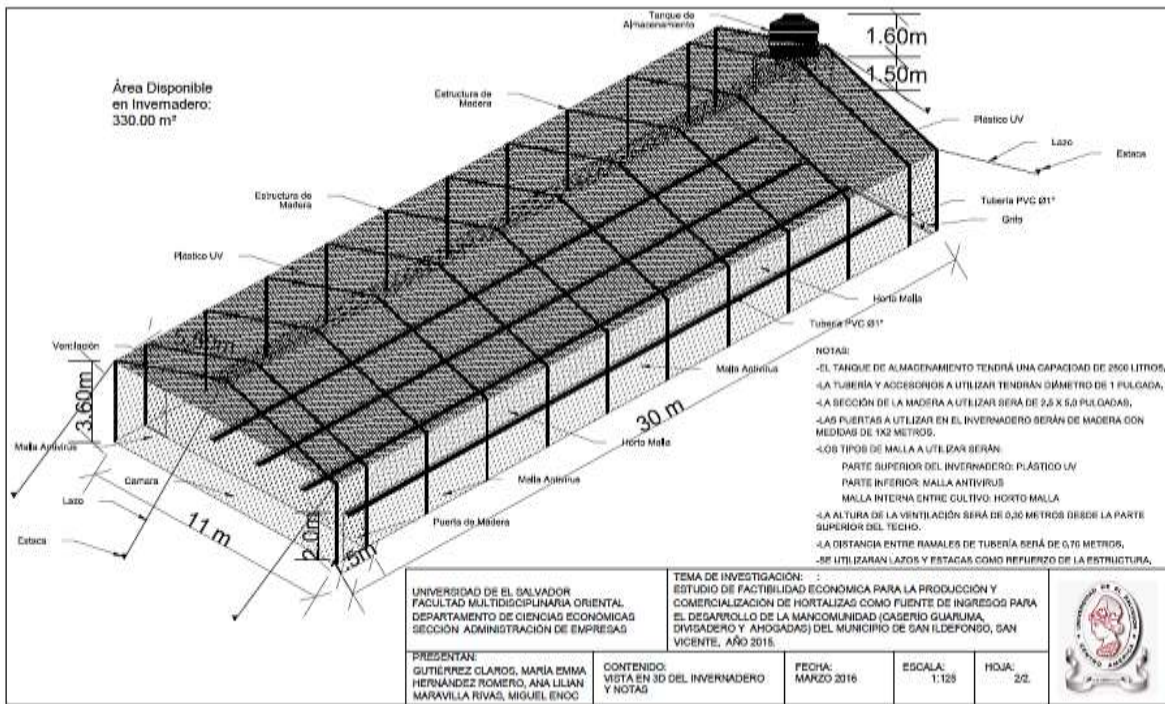 Tanque de
Almacenamiento
1.60m
1.50m
Área Disponible
en Invernadero:
330.00 m²
Estructura de
Madera
Plástico UV
Lazo
Estaca
Estructura de
Madera
Tubería PVC Ø1"
Grifo
Plástico UV
Horto Malla
Tubería PVC Ø1"
Ventilación
Malla Antivirus
3.60m
30 m
Horto Malla
Malla Antivirus
Camara
Malla Antivirus
Lazo
11 m
Puerta de Madera
2.0m
Estaca
NOTAS:
-EL TANQUE DE ALMACENAMIENTO TENDRÁ UNA CAPACIDAD DE 2500 LITROS.
-LA TUBERÍA Y ACCESORIOS A UTILIZAR TENDRÁN DIÁMETRO DE 1 PULGADA.
-LA SECCIÓN DE LA MADERA A UTILIZAR SERÁ DE 2,5 X 5,0 PULGADAS.
-LAS PUERTAS A UTILIZAR EN EL INVERNADERO SERÁN DE MADERA CON
MEDIDAS DE 1X2 METROS.
-LOS TIPOS DE MALLA A UTILIZAR SERÁN:
PARTE SUPERIOR DEL INVERNADERO: PLÁSTICO UV
PARTE INFERIOR: MALLA ANTIVIRUS
MALLA INTERNA ENTRE CULTIVO: HORTO MALLA
-LA ALTURA DE LA VENTILACIÓN SERÁ DE 0,30 METROS DESDE LA PARTE
SUPERIOR DEL TECHO.
-LA DISTANCIA ENTRE RAMALES DE TUBERÍA SERÁ DE 0,70 METROS.
-SE UTILIZARAN LAZOS Y ESTACAS COMO REFUERZO DE LA ESTRUCTURA.
UNIVERSIDAD DE EL SALVADOR
FACULTAD MULTIDISCIPLINARIA ORIENTAL
DEPARTAMENTO DE CIENCIAS ECONÓMICAS
SECCIÓN ADMINISTRACIÓN DE EMPRESAS
TEMA DE INVESTIGACIÓN: :
ESTUDIO DE FACTIBILIDAD ECONÓMICA PARA LA PRODUCCIÓN Y
COMERCIALIZACIÓN DE HORTALIZAS COMO FUENTE DE INGRESOS PARA
EL DESARROLLO DE LA MANCOMUNIDAD (CASERÍO GUARUMA,
DIVISADERO Y AHOGADAS) DEL MUNICIPIO DE SAN ILDEFONSO, SAN
VICENTE, AÑO 2015.
PRESENTAN:
GUTIÉRREZ CLAROS, MARÍA EMMA
HERNÁNDEZ ROMERO, ANA LILIAN
MARAVILLA RIVAS, MIGUEL ENOC
CONTENIDO:
VISTA EN 3D DEL INVERNADERO
Y NOTAS
FECHA:
MARZO 2016
ESCALA:
1:125
HOJA:
2/2.